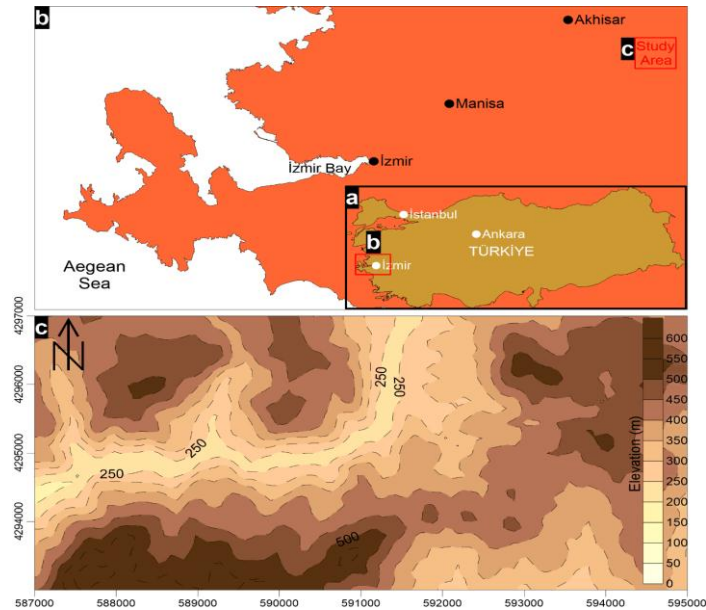 b
Akhisar
c
Study
Area
Manisa
İzmir
İzmir Bay
a
İstanbul
b
Ankara
TÜRKİYE
İzmir
Aegean
Sea
c
N
4297000
4296000
4295000
4294000
250
250
250
250
500
Elevation (m)
600
550
500
450
400
350
300
250
200
150
100
50
0
587000
588000
589000
590000
591000
592000
593000
594000
595000